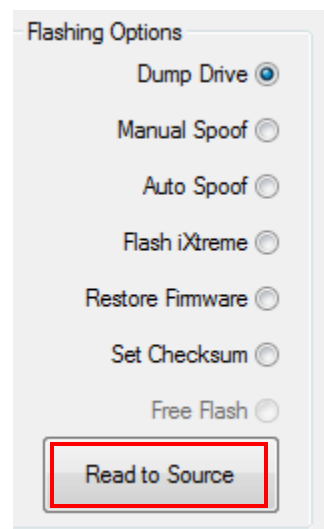 Flashing Options
Dump Drive
Manual Spoof
Auto Spoof
Flash iXtreme
Restore Firmware
Set Checksum
Free Flash
Read to Source